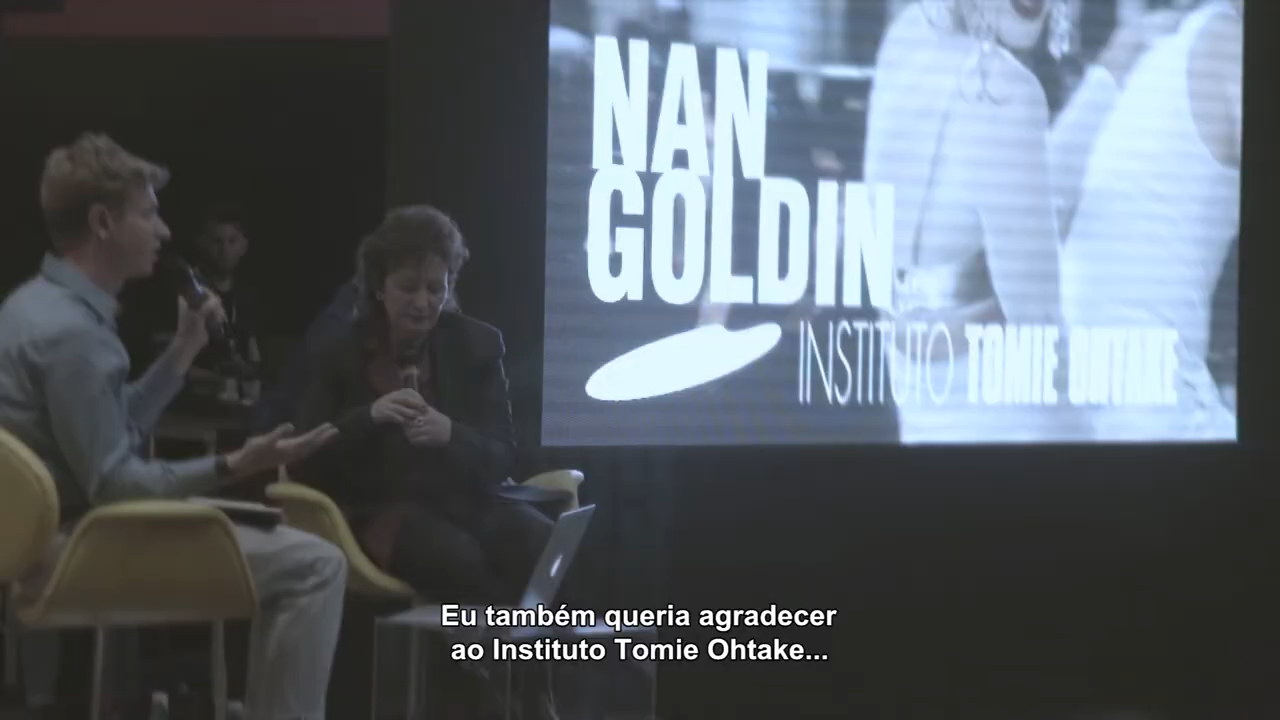 NAN
GOLDIN
INSTITUTO TOMIE OHTAKE
Eu também queria agradecer
ao Instituto Tomie Ohtake...